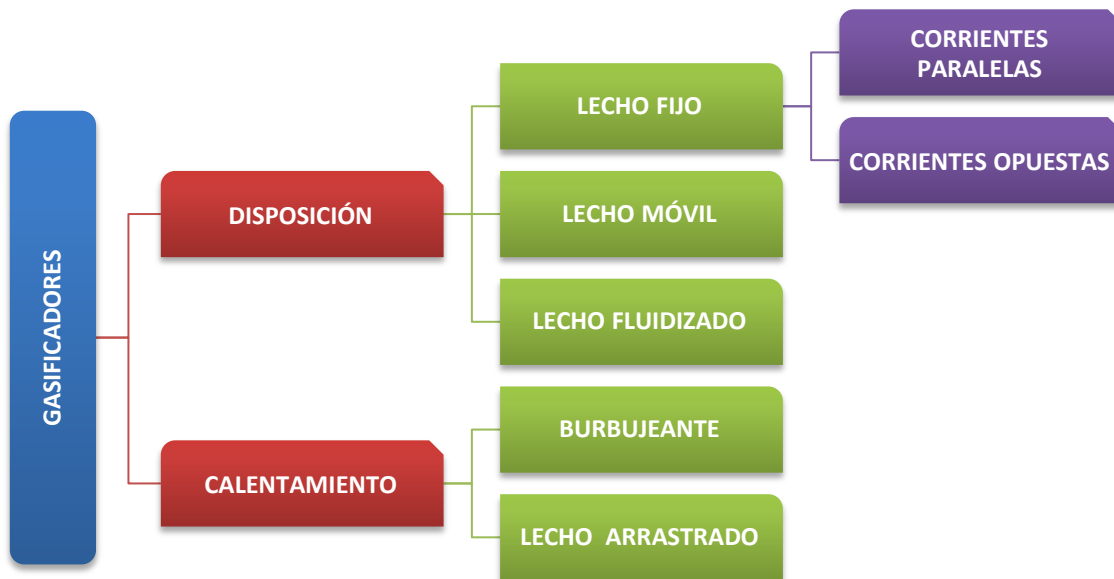 GASIFICADORES
DISPOSICIÓN
LECHO FIJO
CORRIENTES
PARALELAS
CORRIENTES OPUESTAS
LECHO MÓVIL
LECHO FLUIDIZADO
CALENTAMIENTO
BURBUJEANTE
LECHO ARRASTRADO